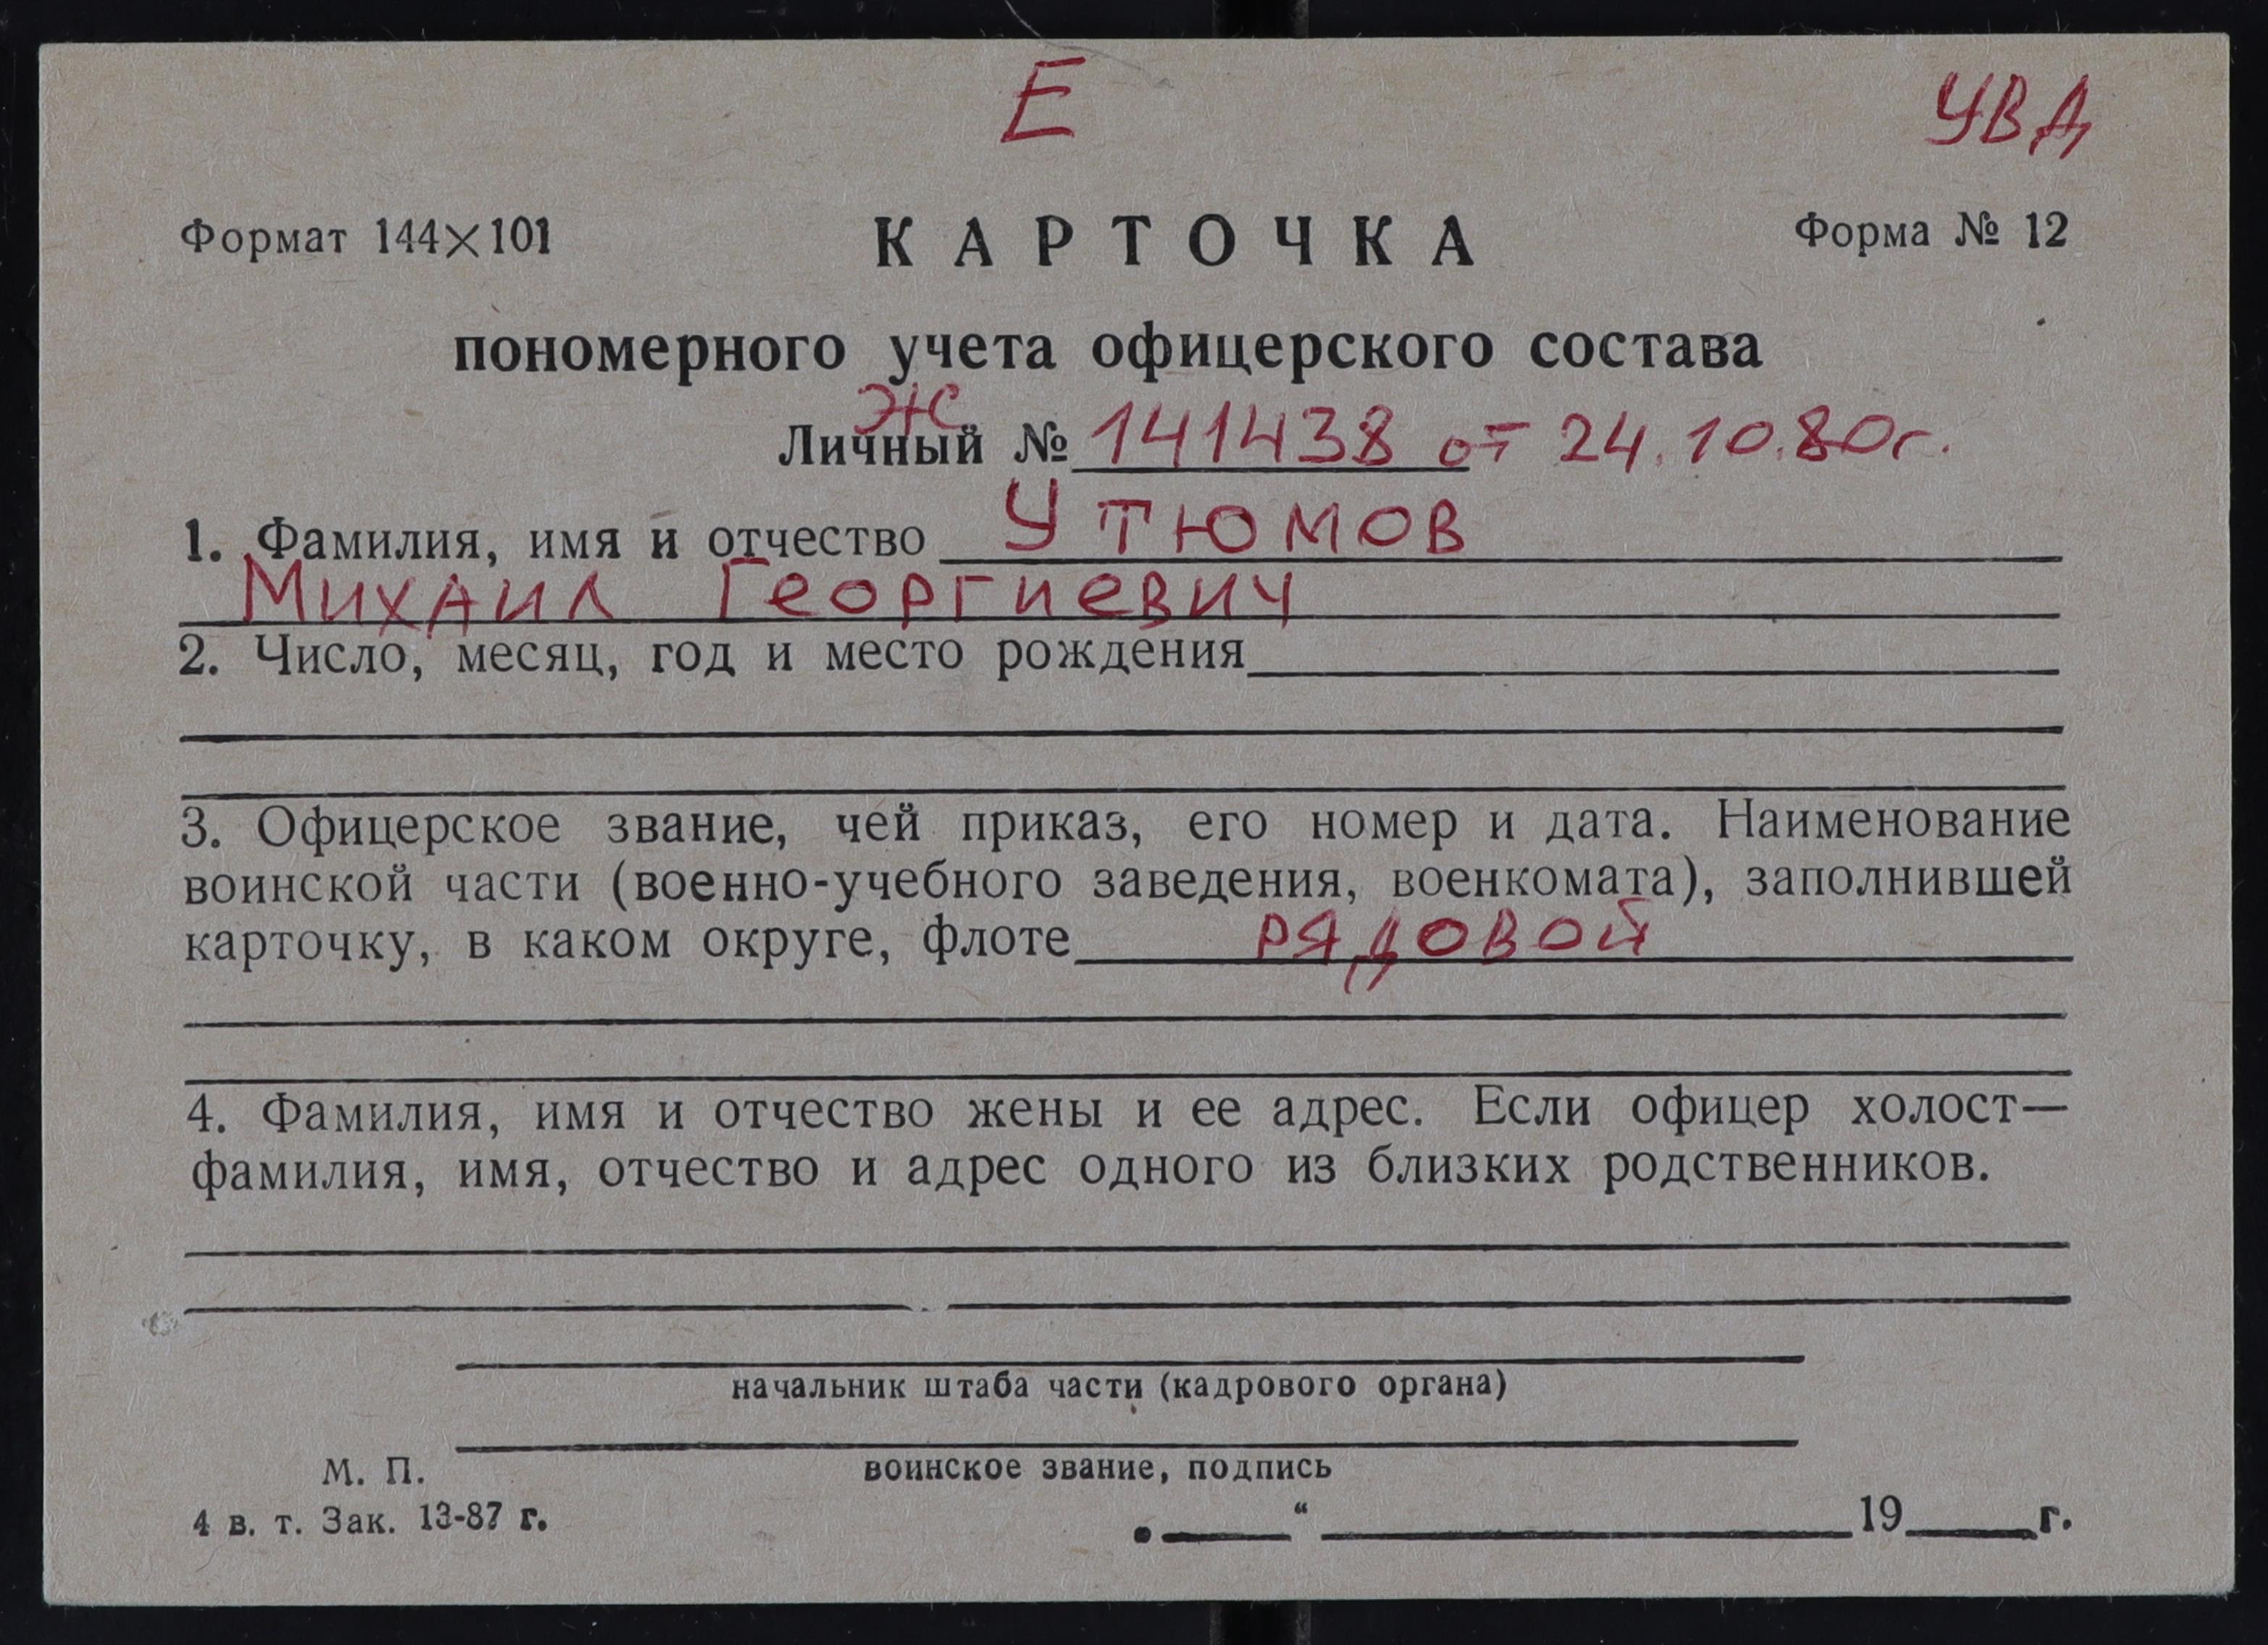 Е УВД
Формат 144×101 КАРТОЧКА Форма № 12
пономерного учета офицерского состава
Ж
Личный № 141438 от 24.10.80г.
1. Фамилия, имя и отчество УТЮМОВ
Михаил Георгиевич
2. Число, месяц, год и место рождения
3. Офицерское звание, чей приказ, его номер и дата. Наименование
воинской части (военно-учебного заведения, военкомата), заполнившей
карточку, в каком округе, флоте рядовой
4. Фамилия, имя и отчество жены и ее адрес. Если офицер холост—
фамилия, имя, отчество и адрес одного из близких родственников.
начальник штаба части (кадрового органа)
М. П. воинское звание, подпись
4 в. т. Зак. 13-87 г. „ “ 19 г.